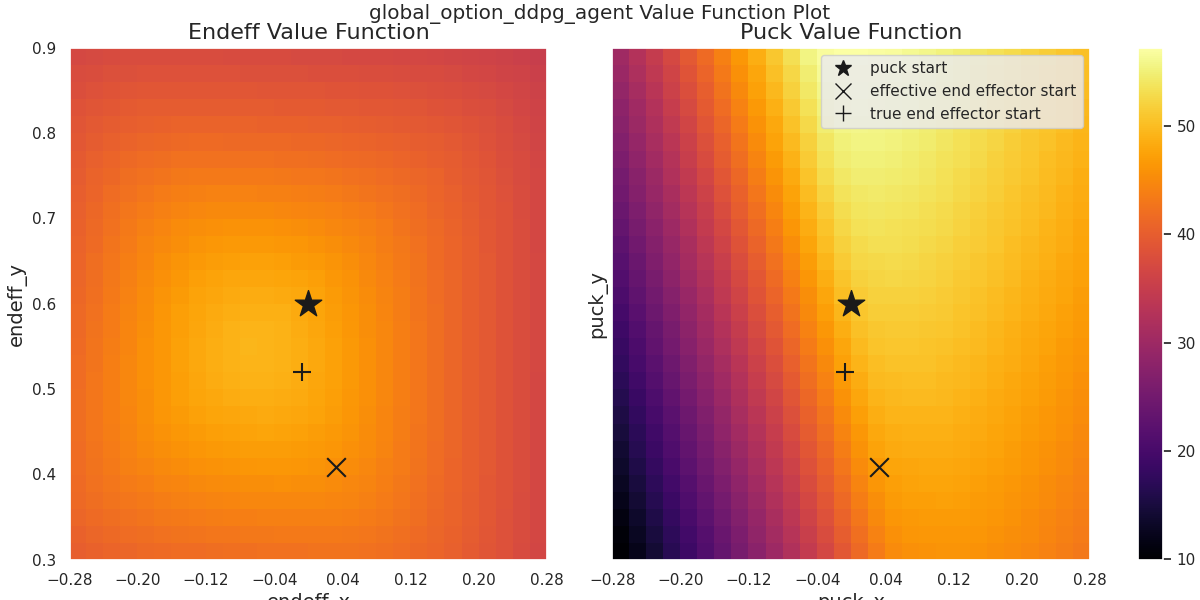 global_option_ddpg_agent Value Function Plot
Endeff Value Function
Puck Value Function
puck start
effective end effector start
true end effector start
0.9
0.8
0.7
0.6
0.5
0.4
0.3
endeff_y
−0.28 −0.20 −0.12 −0.04 0.04 0.12 0.20 0.28
endeff_x
puck_y
−0.28 −0.20 −0.12 −0.04 0.04 0.12 0.20 0.28
puck_x
50
40
30
20
10